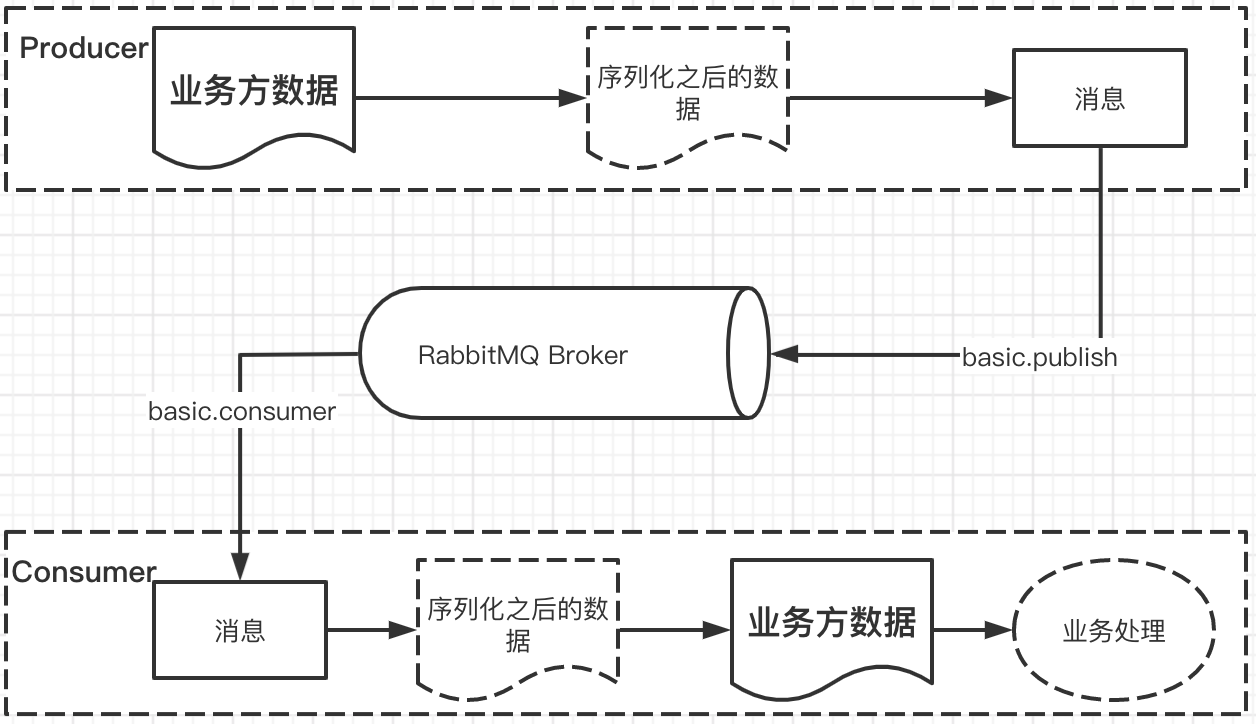 Producer
业务方数据
序列化之后的数
据
消息
RabbitMQ Broker
basic.publish
basic.consumer
Consumer
消息
序列化之后的数
据
业务方数据
业务处理